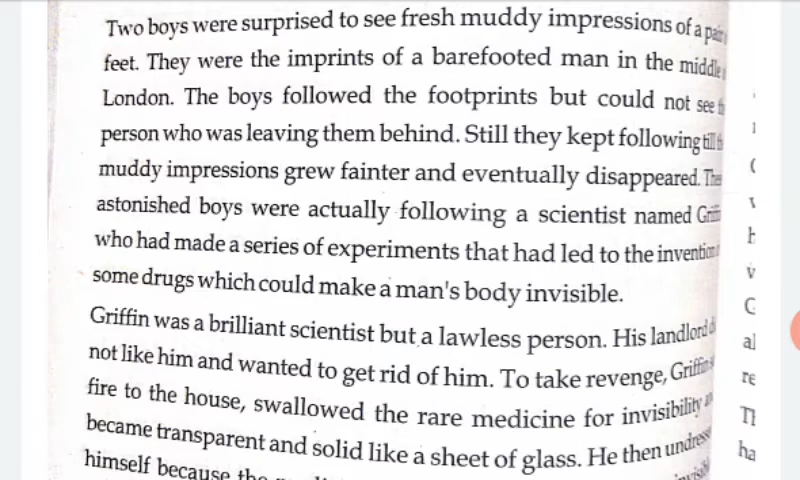 Two boys were surprised to see fresh muddy impressions of a pair
feet. They were the imprints of a barefooted man in the middle
London. The boys followed the footprints but could not see
person who was leaving them behind. Still they kept following till
muddy impressions grew fainter and eventually disappeared.
astonished boys were actually following a scientist named
who had made a series of experiments that had led to the invention
some drugs which could make a man's body invisible.
Griffin was a brilliant scientist but a lawless person. His landlord
not like him and wanted to get rid of him. To take revenge, Griffin
fire to the house, swallowed the rare medicine for invisibility
became transparent and solid like a sheet of glass. He then
himself because the